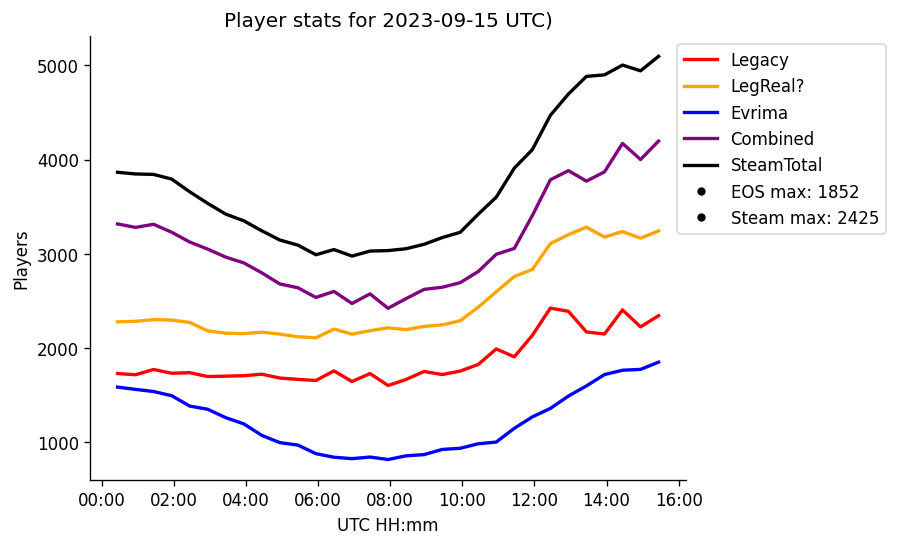 Player stats for 2023-09-15 UTC)
5000
4000
3000
2000
1000
Players
00:00 02:00 04:00 06:00 08:00 10:00 12:00 14:00 16:00
UTC HH:mm
Legacy
LegReal?
Evrima
Combined
SteamTotal
EOS max: 1852
Steam max: 2425